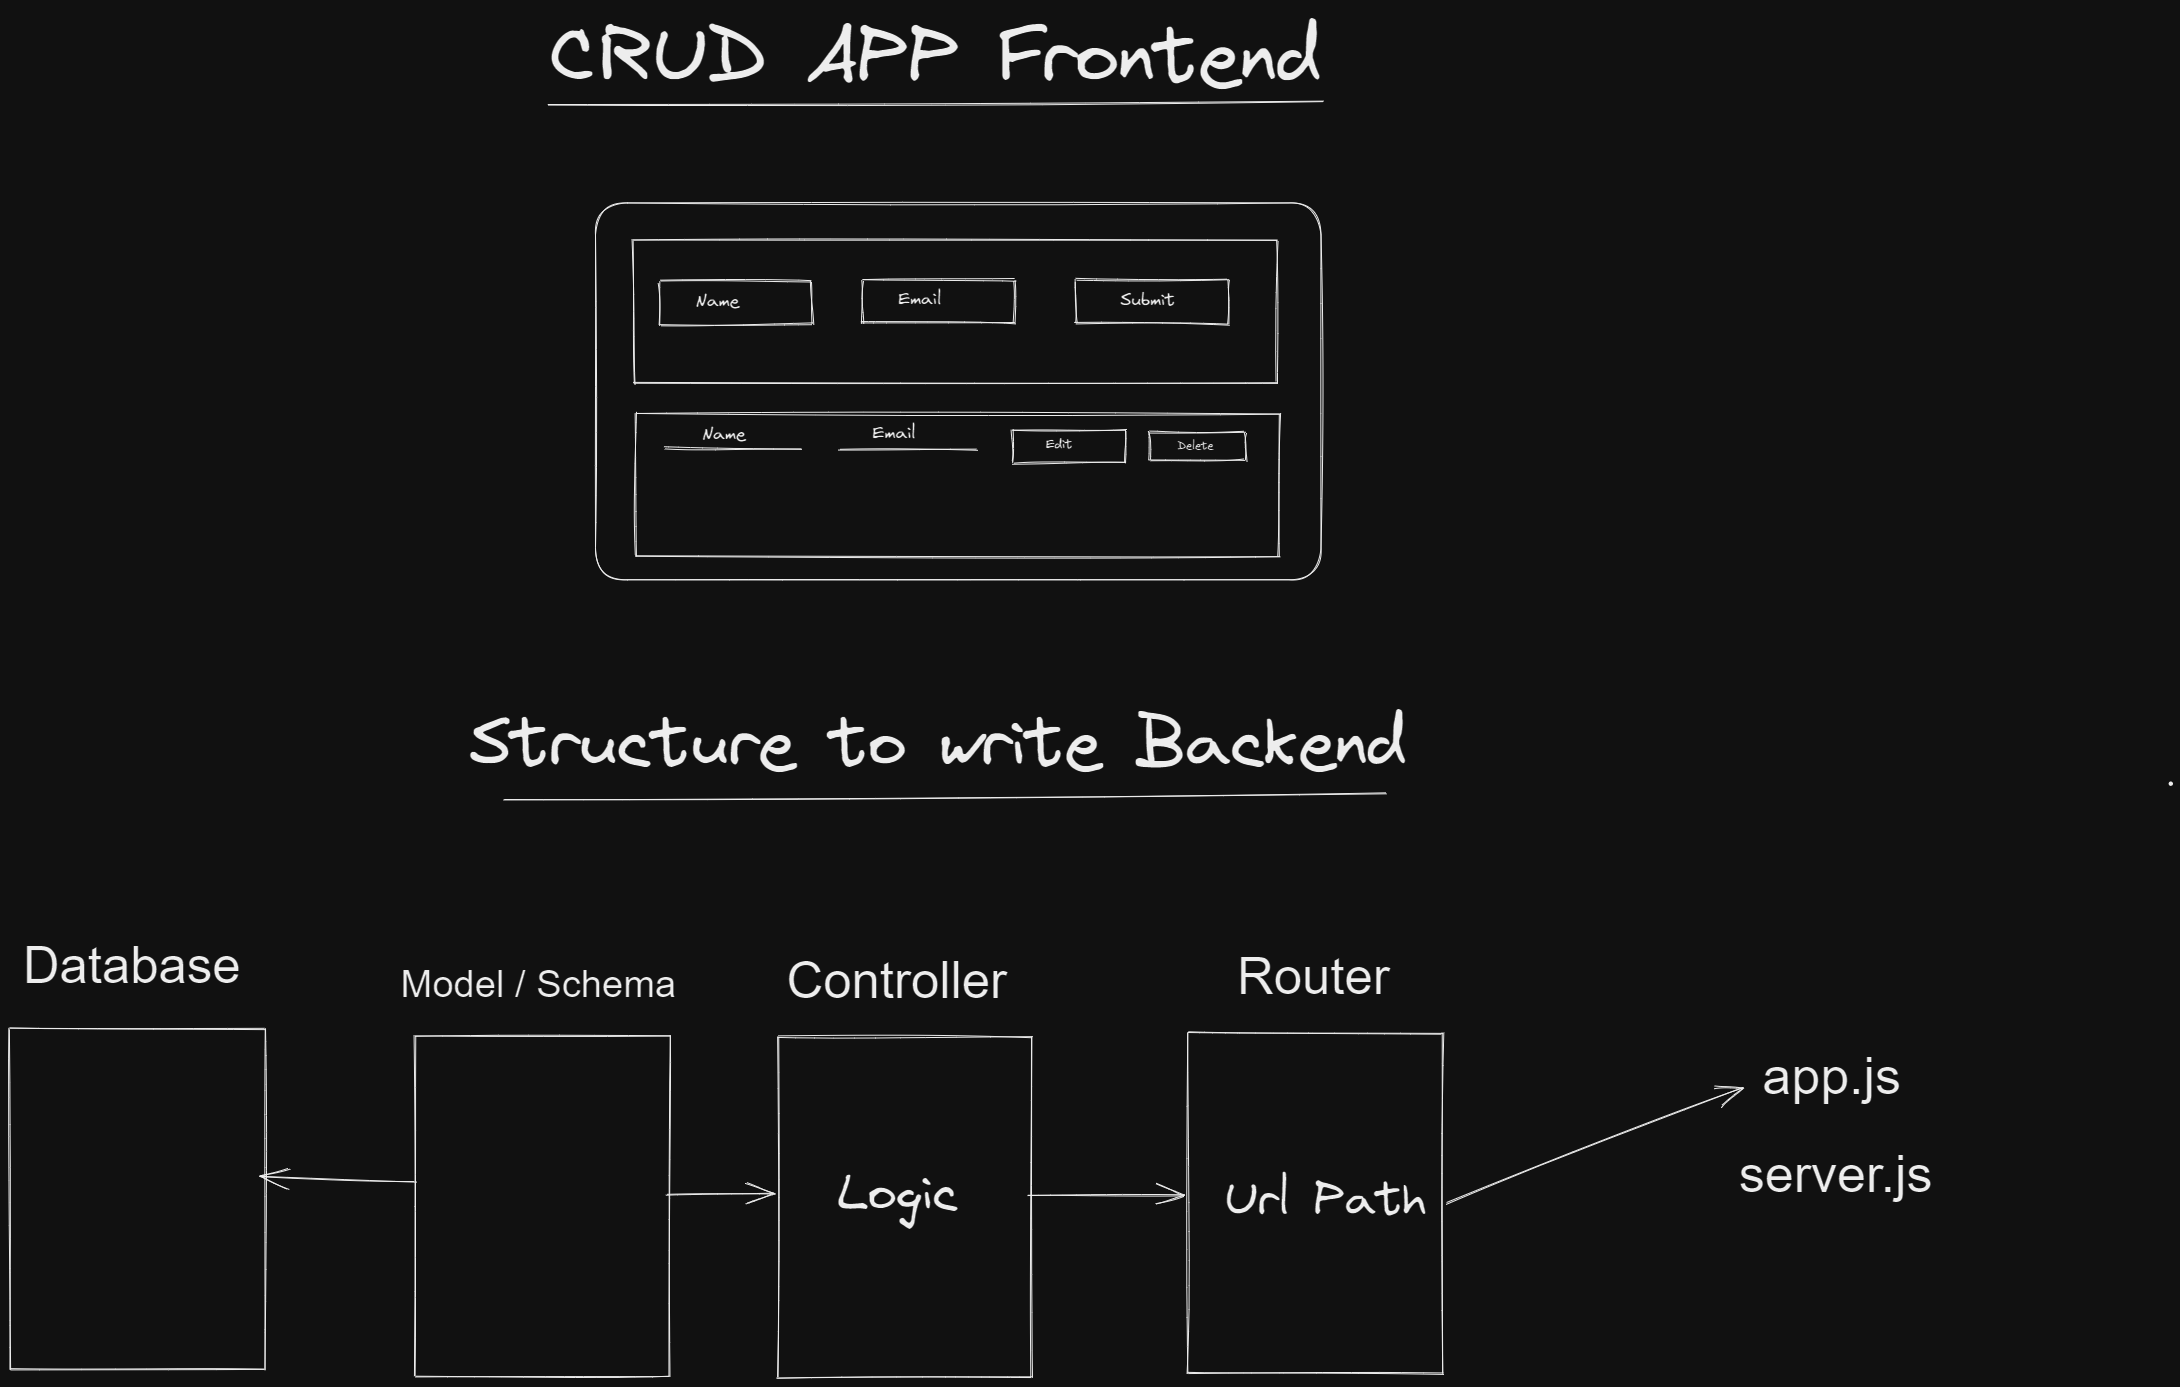 CRUD APP Frontend
Name Email Submit
Name Email Edit Delete
Structure to write Backend
Database Model / Schema Controller Router
app.js
server.js
Logic Url Path